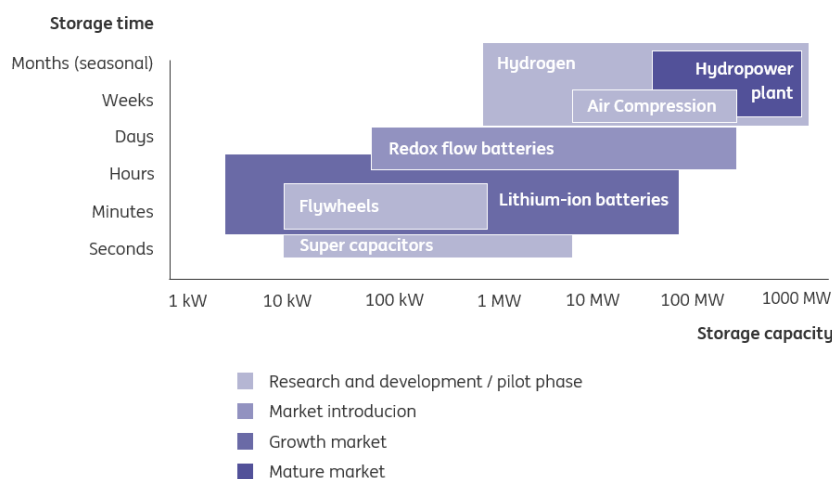 Storage time
Months (seasonal)
Weeks
Days
Hours
Minutes
Seconds
Hydrogen
Hydropower
plant
Air Compression
Redox flow batteries
Lithium-ion batteries
Flywheels
Super capacitors
1 kW
10 kW
100 kW
1 MW
10 MW
100 MW
1000 MW
Storage capacity
Research and development / pilot phase
Market introducion
Growth market
Mature market